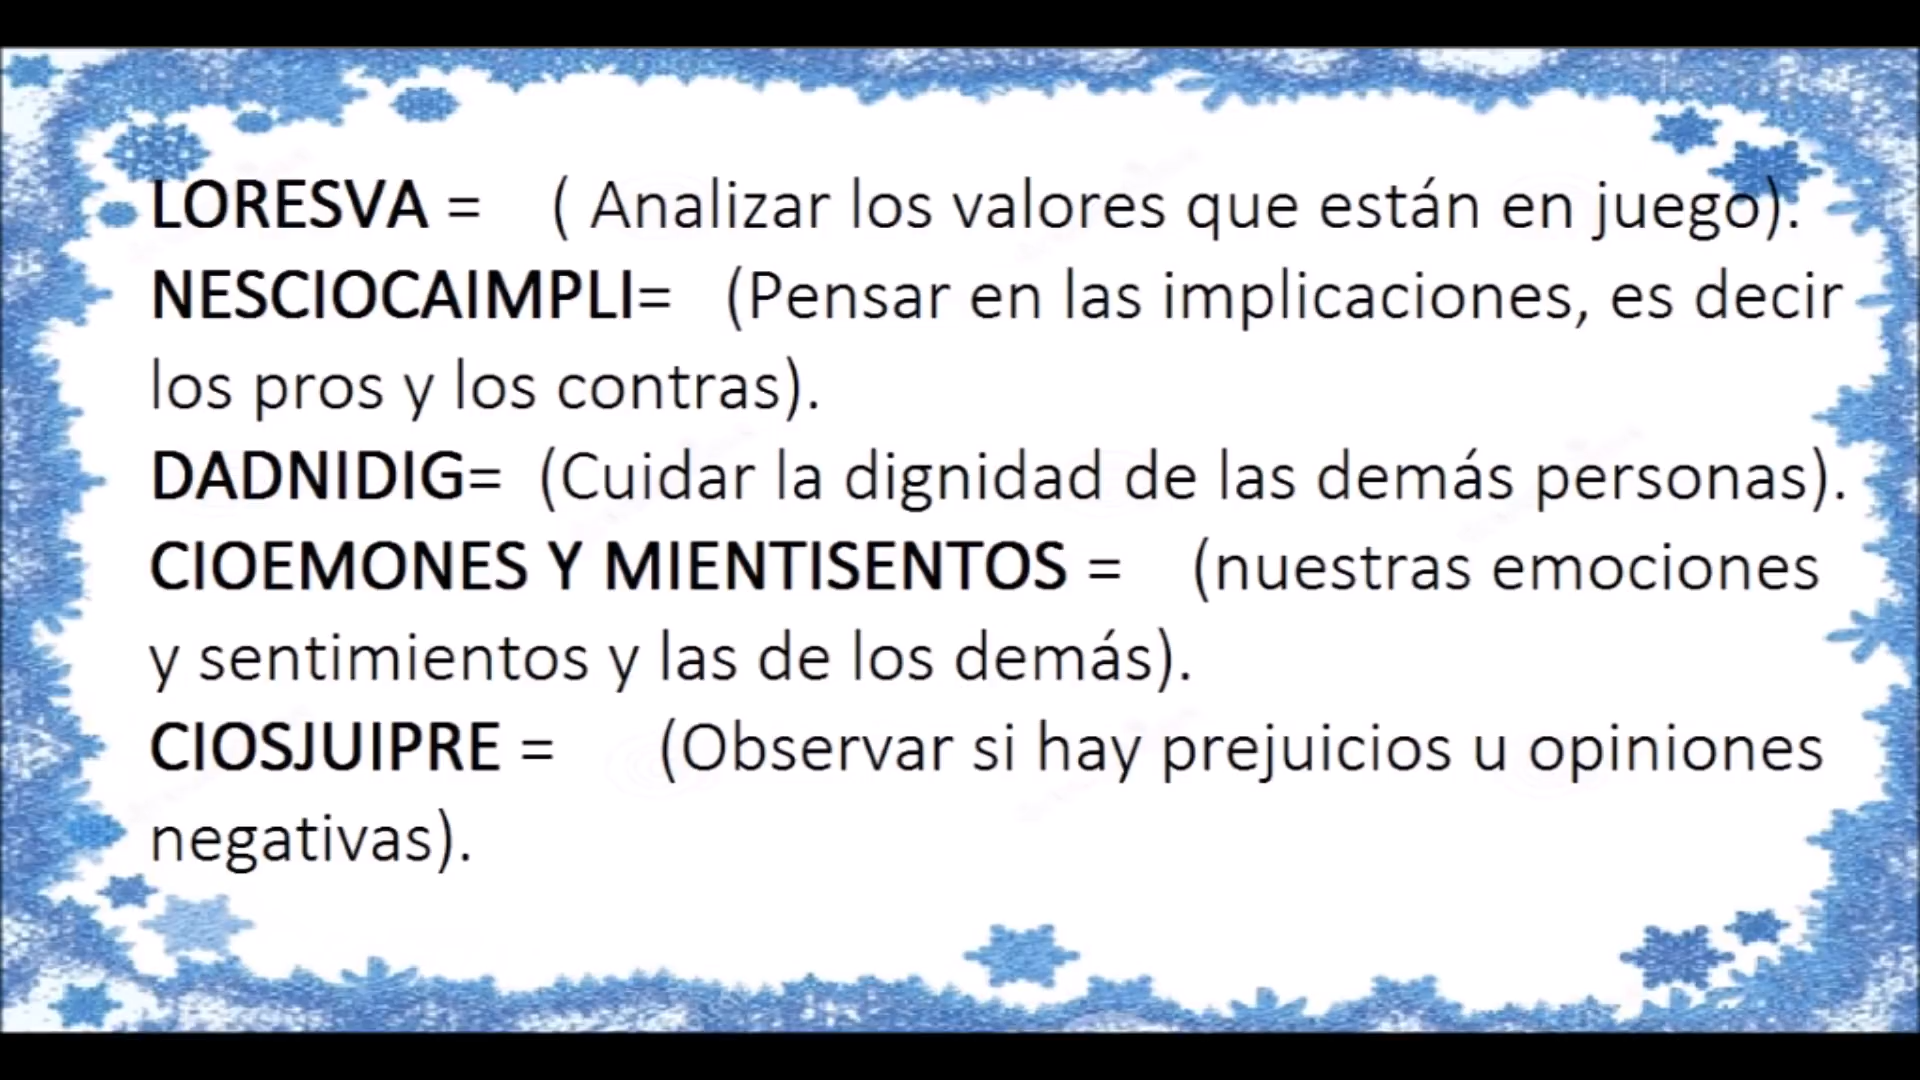 LORESVA = ( Analizar los valores que están en juego).
NESCIOCAIMPLI= (Pensar en las implicaciones, es decir
los pros y los contras).
DADNIDIG= (Cuidar la dignidad de las demás personas).
CIOEMONES Y MIENTISENTOS = (nuestras emociones
y sentimientos y las de los demás).
CIOSJUIPRE = (Observar si hay prejuicios u opiniones
negativas).